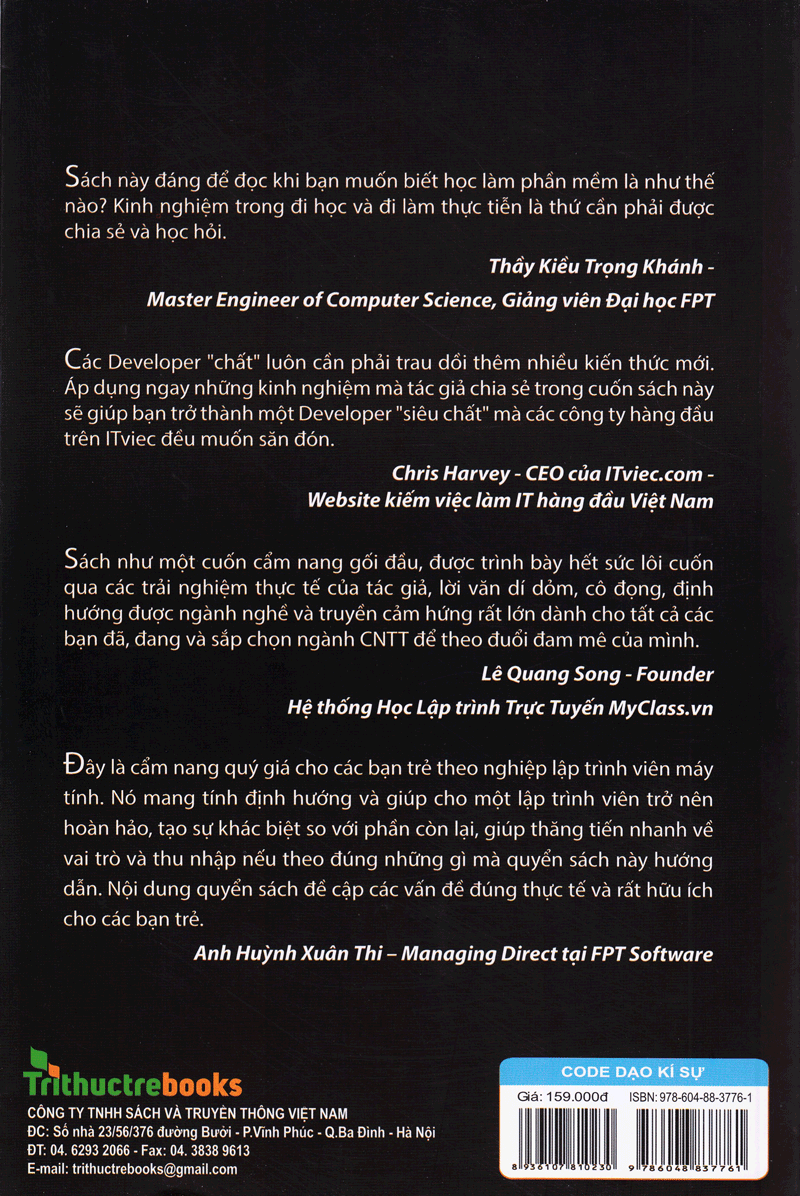 Sách này đáng để đọc khi bạn muốn biết học làm phần mềm là như thế
nào? Kinh nghiệm trong đi học và đi làm thực tiễn là thứ cần phải được
chia sẻ và học hỏi.
Thầy Kiều Trọng Khánh -
Master Engineer of Computer Science, Giảng viên Đại học FPT
Các Developer "chất" luôn cần phải trau dồi thêm nhiều kiến thức mới.
Áp dụng ngay những kinh nghiệm mà tác giả chia sẻ trong cuốn sách này
sẽ giúp bạn trở thành một Developer "siêu chất" mà các công ty hàng đầu
trên ITviec đều muốn săn đón.
Chris Harvey - CEO của ITviec.com -
Website kiếm việc làm IT hàng đầu Việt Nam
Sách như một cuốn cẩm nang gối đầu, được trình bày hết sức lôi cuốn
qua các trải nghiệm thực tế của tác giả, lời văn dí dỏm, cô đọng, định
hướng được ngành nghề và truyền cảm hứng rất lớn dành cho tất cả các
bạn đã, đang và sắp chọn ngành CNTT để theo đuổi đam mê của mình.
Lê Quang Song - Founder
Hệ thống Học Lập trình Trực Tuyến MyClass.vn
Đây là cẩm nang quý giá cho các bạn trẻ theo nghiệp lập trình viên máy
tính. Nó mang tính định hướng và giúp cho một lập trình viên trở nên
hoàn hảo, tạo sự khác biệt so với phần còn lại, giúp thăng tiến nhanh về
vai trò và thu nhập nếu theo đúng những gì mà quyển sách này hướng
dẫn. Nội dung quyển sách đề cập các vấn đề đúng thực tế và rất hữu ích
cho các bạn trẻ.
Anh Huỳnh Xuân Thi – Managing Direct tại FPT Software
Trithuctrebooks
CÔNG TY TNHH SÁCH VÀ TRUYỀN THÔNG VIỆT NAM
ĐC: Số nhà 23/56/376 đường Bưởi - P.Vĩnh Phúc - Q.Ba Đình - Hà Nội
ĐT: 04. 6293 2066 - Fax: 04. 3838 9613
E-mail: trithuctrebooks@gmail.com
CODE DẠO KÍ SỰ
Giá: 159.000đ
ISBN: 978-604-88-3776-1
8 936107 810230
9 786048 837761